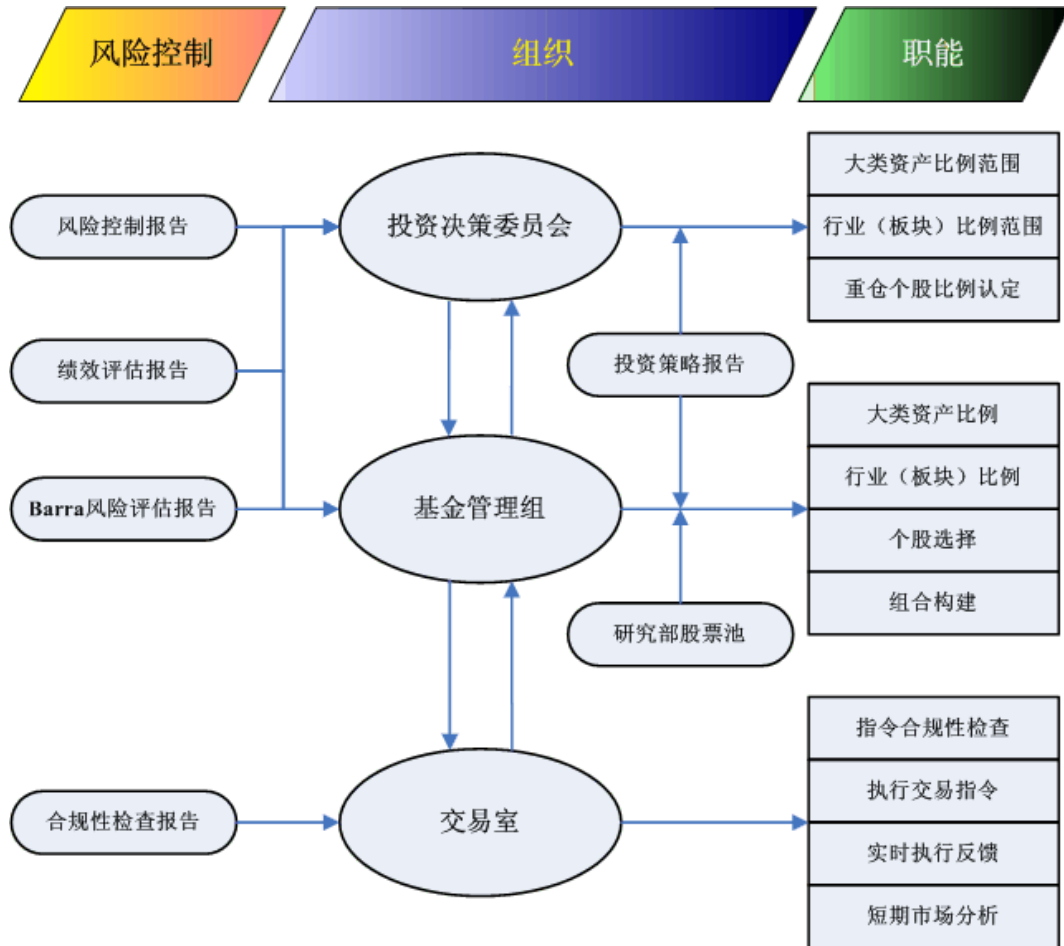 风险控制
组织
职能
风险控制报告
绩效评估报告
Barra风险评估报告
合规性检查报告
投资决策委员会
基金管理组
交易室
投资策略报告
研究部股票池
大类资产比例范围
行业（板块）比例范围
重仓个股比例认定
大类资产比例
行业（板块）比例
个股选择
组合构建
指令合规性检查
执行交易指令
实时执行反馈
短期市场分析